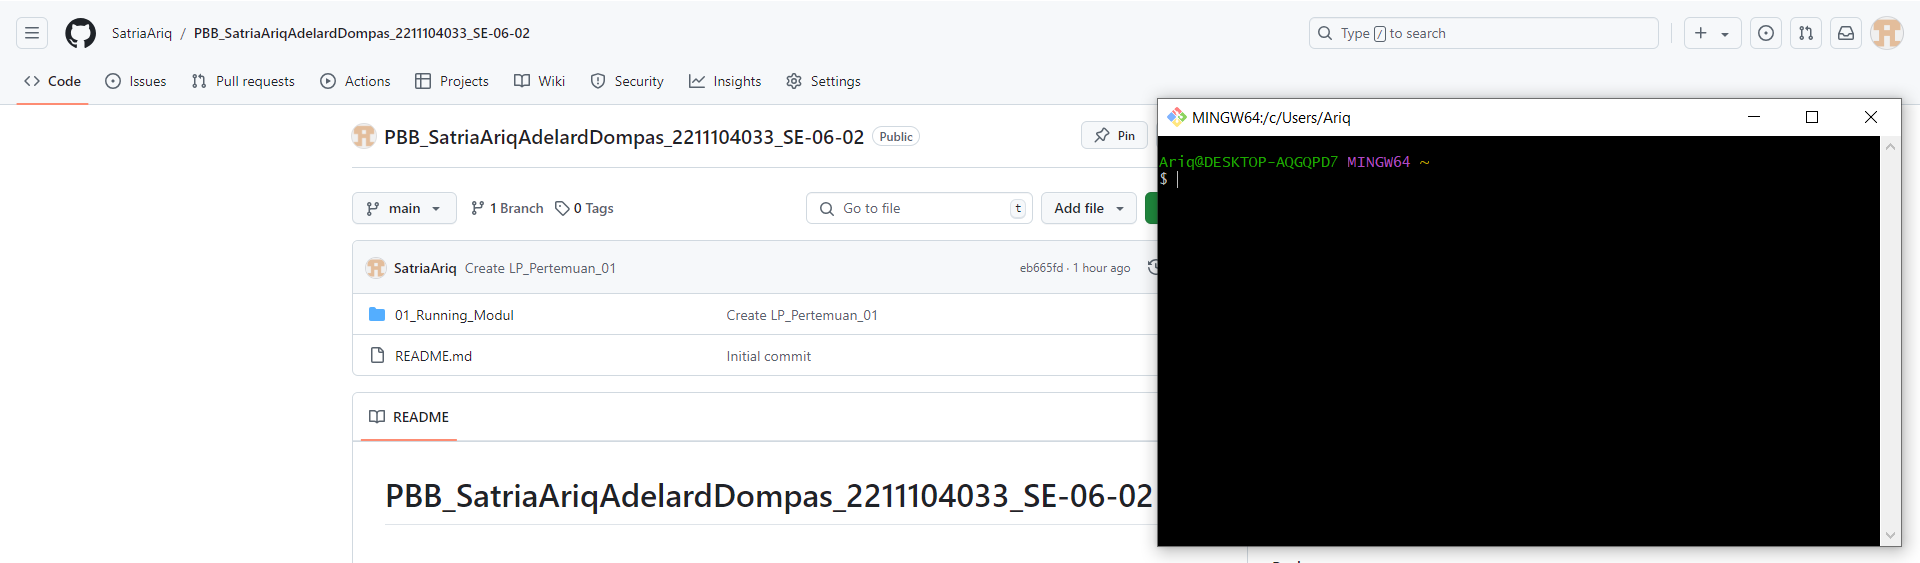 SatriaAriq / PBB_SatriaAriqAdelardDompas_2211104033_SE-06-02
Type / to search
Code Issues Pull requests Actions Projects Wiki Security Insights Settings
PBB_SatriaAriqAdelardDompas_2211104033_SE-06-02 Public
Pin
main 1 Branch 0 Tags
Go to file t
Add file
SatriaAriq Create LP_Pertemuan_01
eb665fd · 1 hour ago
01_Running_Modul Create LP_Pertemuan_01
README.md Initial commit
README
PBB_SatriaAriqAdelardDompas_2211104033_SE-06-02
MINGW64:/c/Users/Ariq
Ariq@DESKTOP-AQGQPD7 MINGW64 ~
$